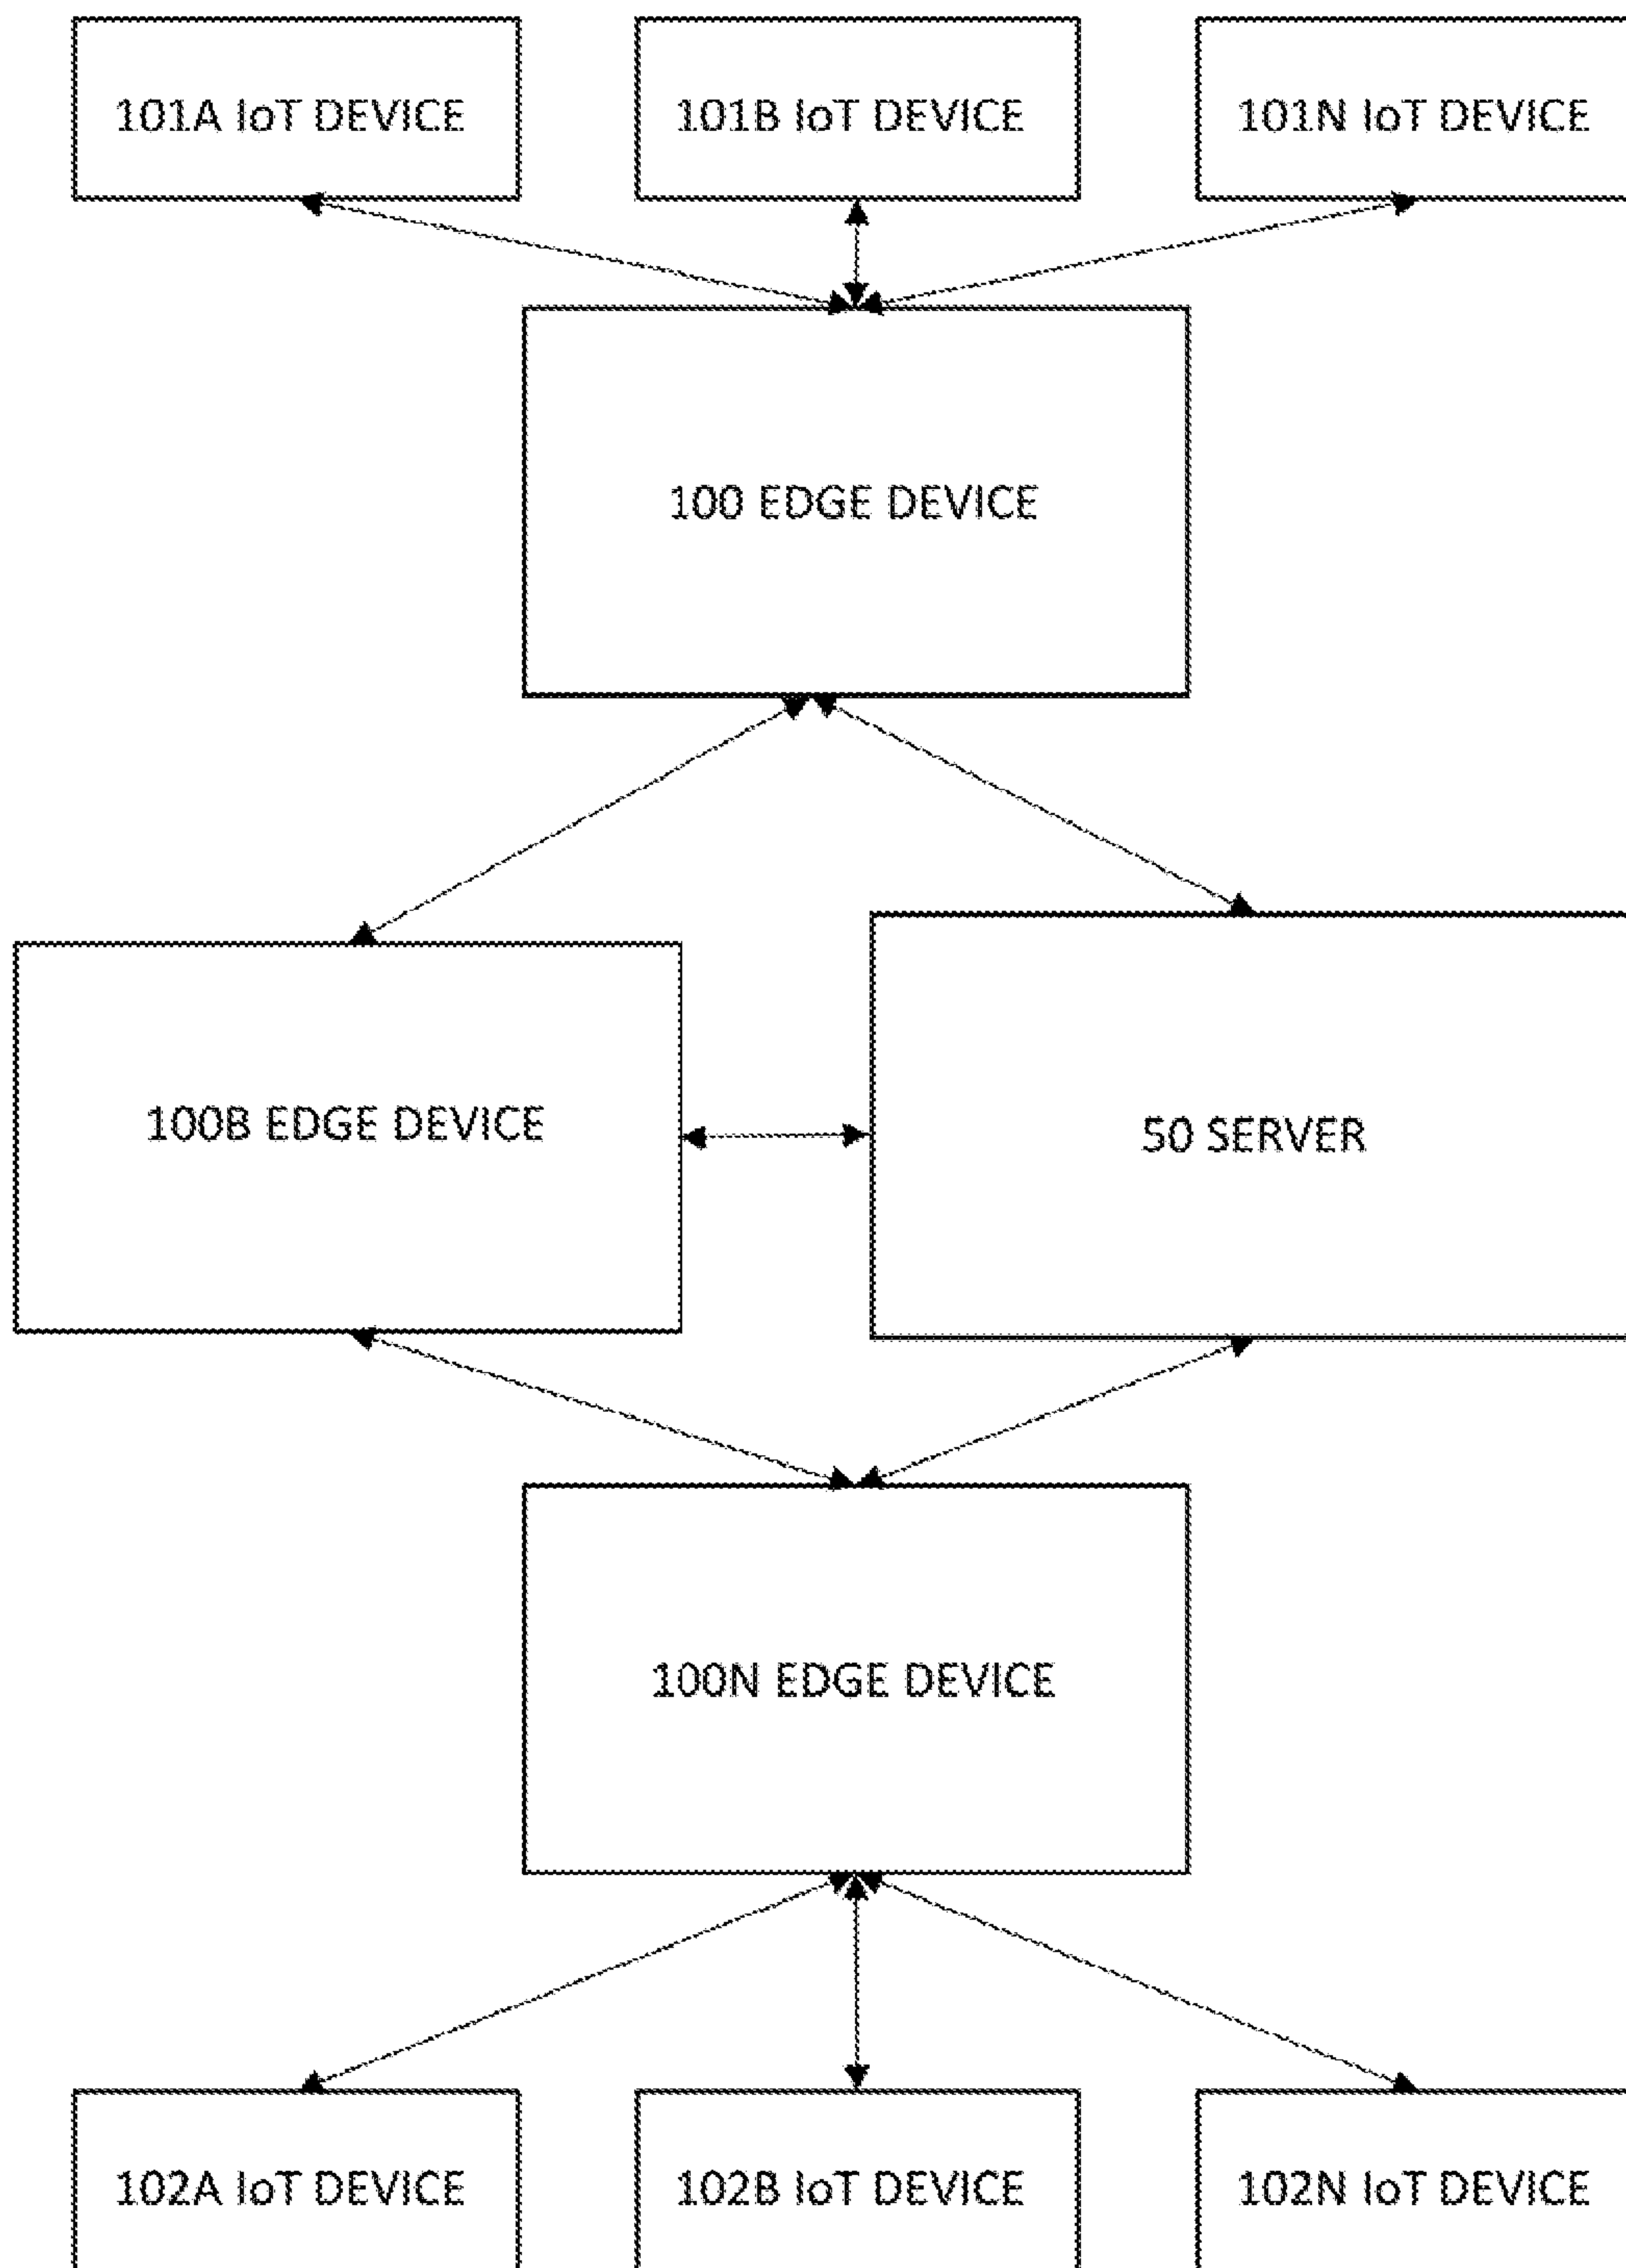 101A IoT DEVICE
101B IoT DEVICE
101N IoT DEVICE
100 EDGE DEVICE
100B EDGE DEVICE
50 SERVER
100N EDGE DEVICE
102A IoT DEVICE
102B IoT DEVICE
102N IoT DEVICE